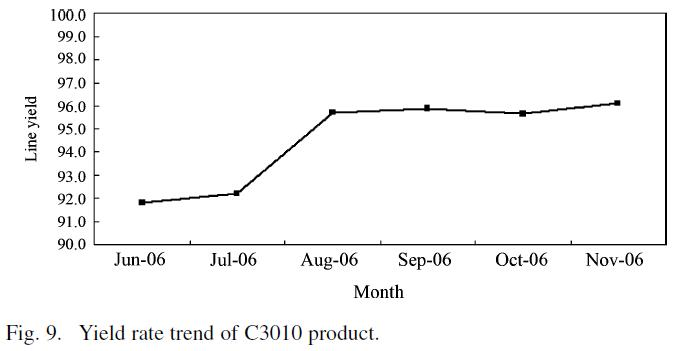 100.0
99.0
98.0
97.0
96.0
95.0
94.0
93.0
92.0
91.0
90.0
Line yield
Jun-06 Jul-06 Aug-06 Sep-06 Oct-06 Nov-06
Month
Fig. 9. Yield rate trend of C3010 product.